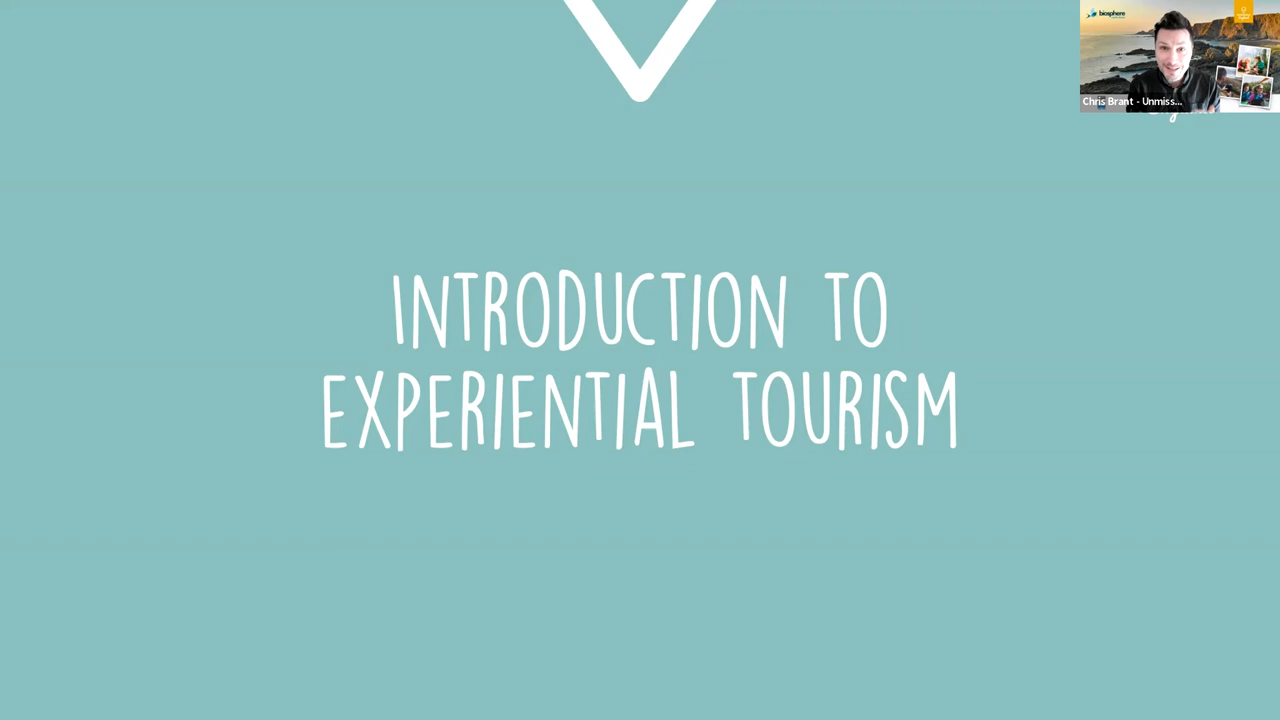 biosphere
Chris Brant - Unmiss...
INTRODUCTION TO
EXPERIENTIAL TOURISM